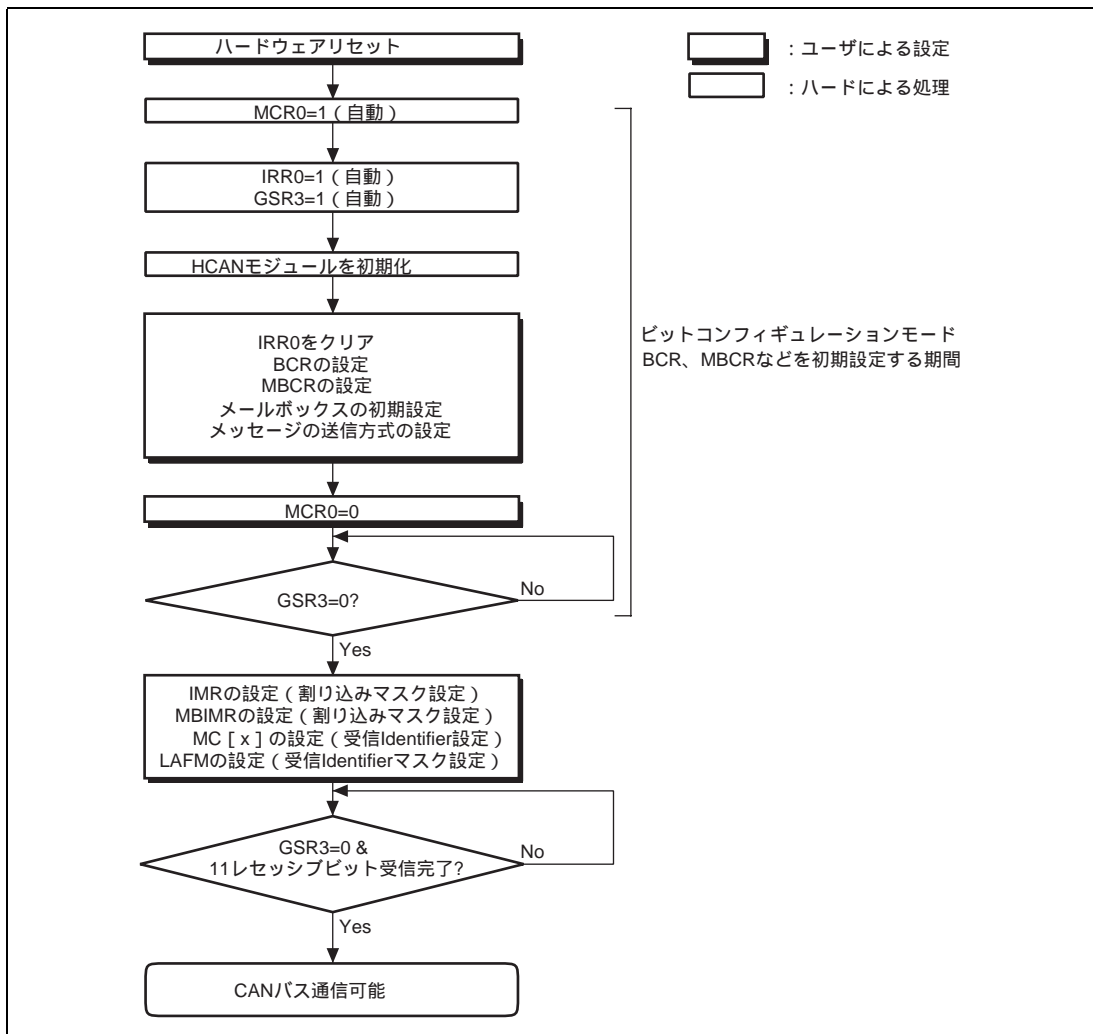 ハードウェアリセット
：ユーザによる設定
：ハードによる処理
MCR0=1（自動）
IRR0=1（自動）
GSR3=1（自動）
HCANモジュールを初期化
IRR0をクリア
BCRの設定
MBCRの設定
メールボックスの初期設定
メッセージの送信方式の設定
ビットコンフィギュレーションモード
BCR、MBCRなどを初期設定する期間
MCR0=0
GSR3=0?
No
Yes
IMRの設定（割り込みマスク設定）
MBIMRの設定（割り込みマスク設定）
MC［x］の設定（受信Identifier設定）
LAFMの設定（受信Identifierマスク設定）
GSR3=0 &
11レセッシブビット受信完了?
No
Yes
CANバス通信可能